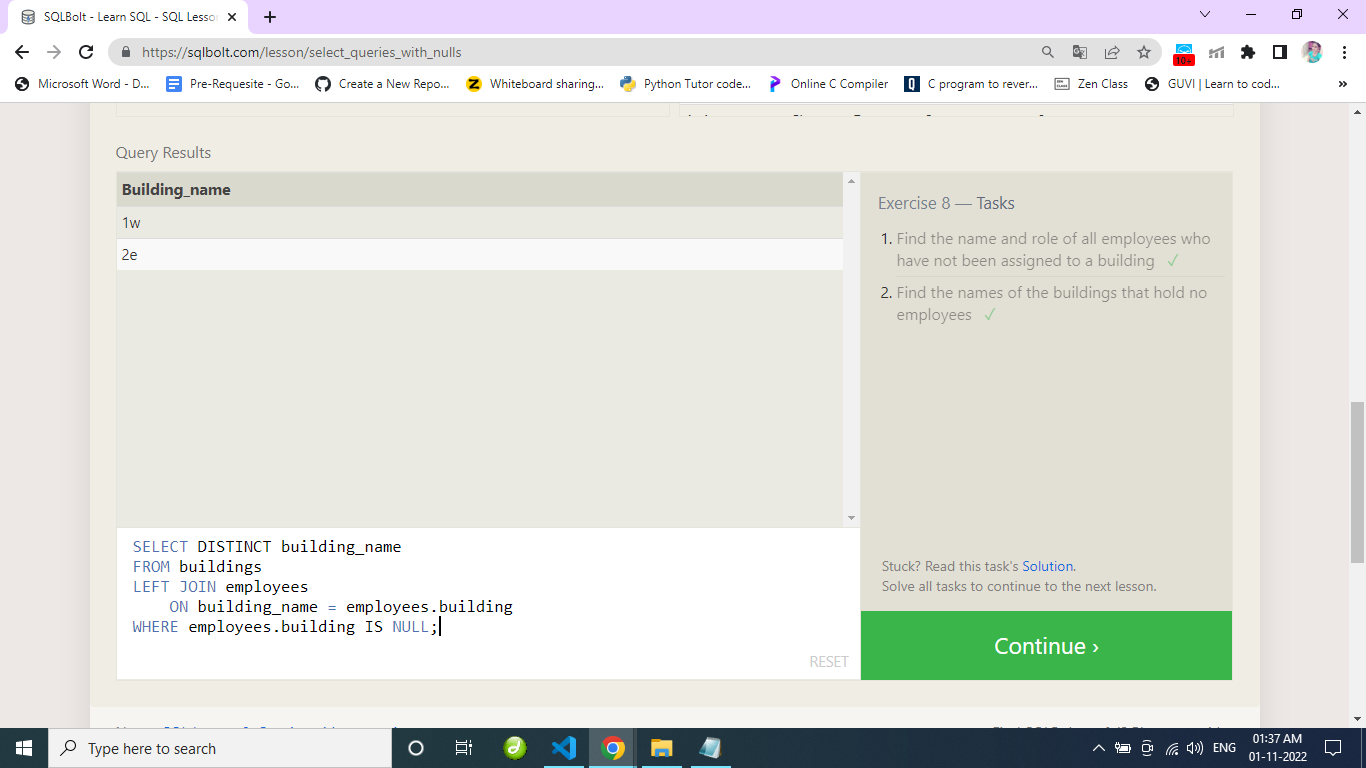 SQLBolt - Learn SQL - SQL Lesson
https://sqlbolt.com/lesson/select_queries_with_nulls
10+
Microsoft Word - D...
Pre-Requesite - Go...
Create a New Repo...
Whiteboard sharing...
Python Tutor code...
Online C Compiler
C program to rever...
Zen Class
GUVI | Learn to cod...
»
Query Results
Building_name
1w
2e
Exercise 8 — Tasks
1. Find the name and role of all employees who
have not been assigned to a building ✓
2. Find the names of the buildings that hold no
employees ✓
SELECT DISTINCT building_name
FROM buildings
LEFT JOIN employees
ON building_name = employees.building
WHERE employees.building IS NULL;
RESET
Stuck? Read this task's Solution.
Solve all tasks to continue to the next lesson.
Continue ›
Type here to search
ENG
01:37 AM
01-11-2022